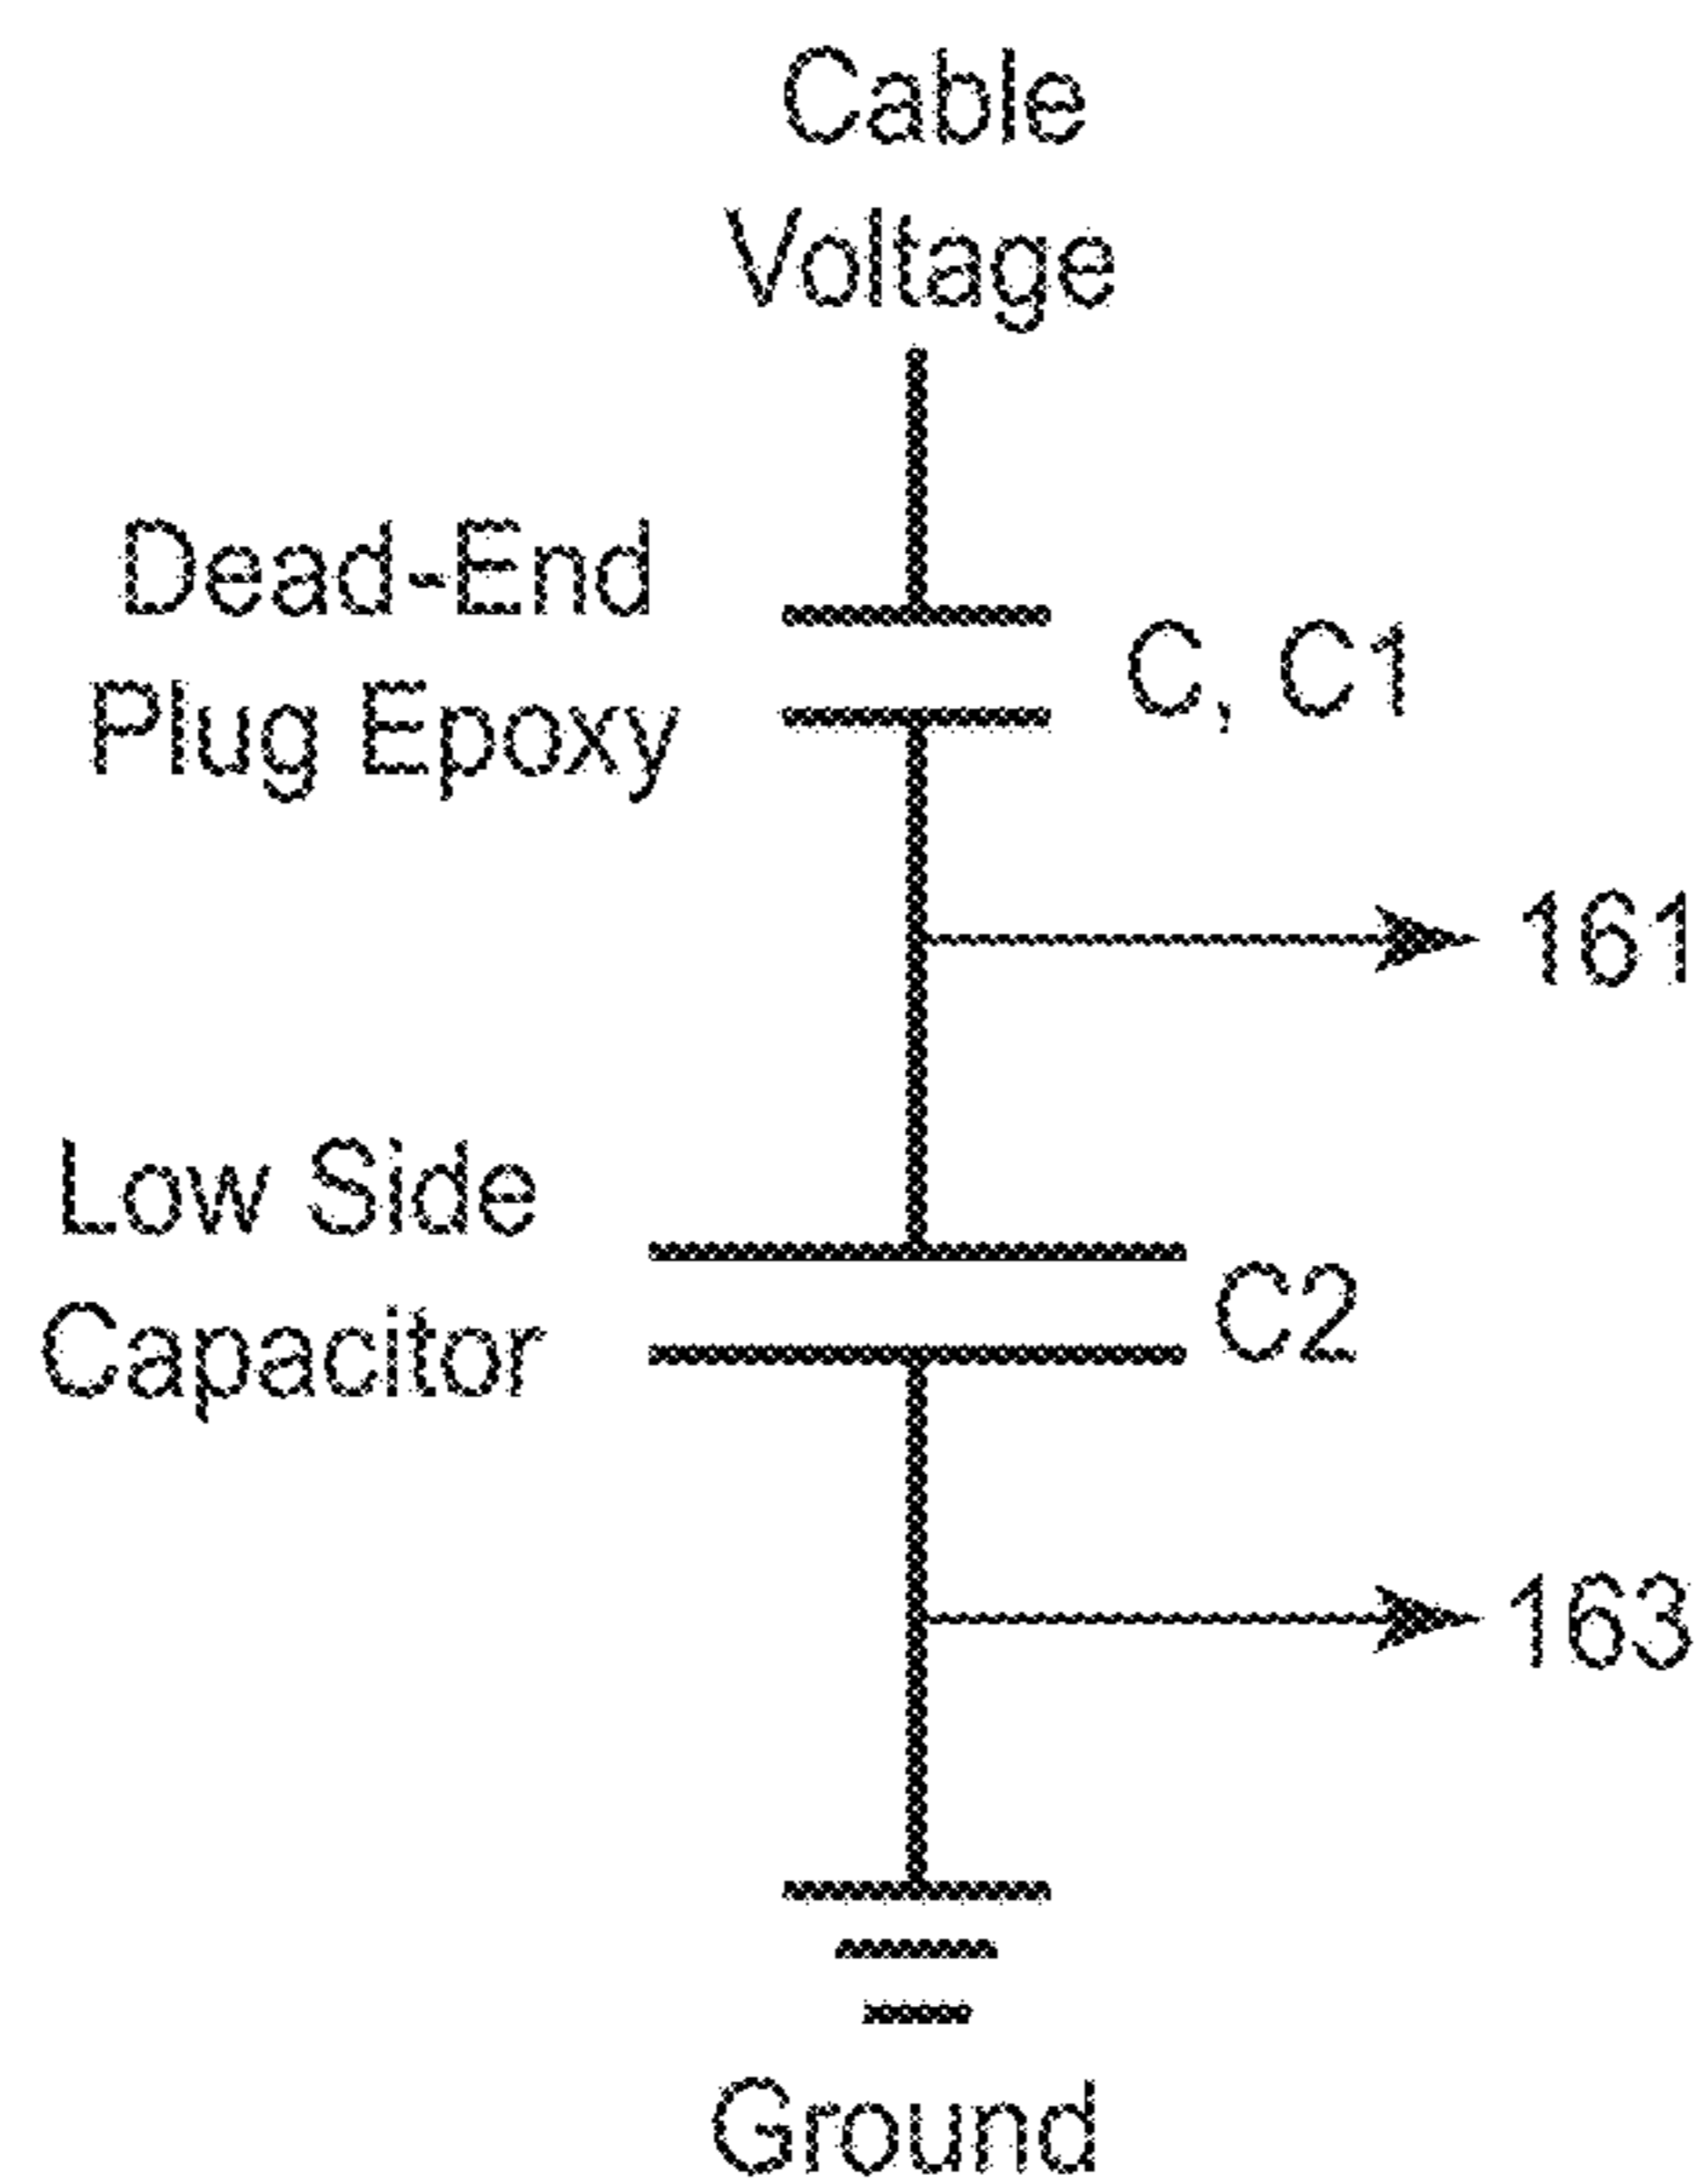 Cable
Voltage
Dead-End
Plug Epoxy
C, C1
161
Low Side
Capacitor
C2
163
Ground